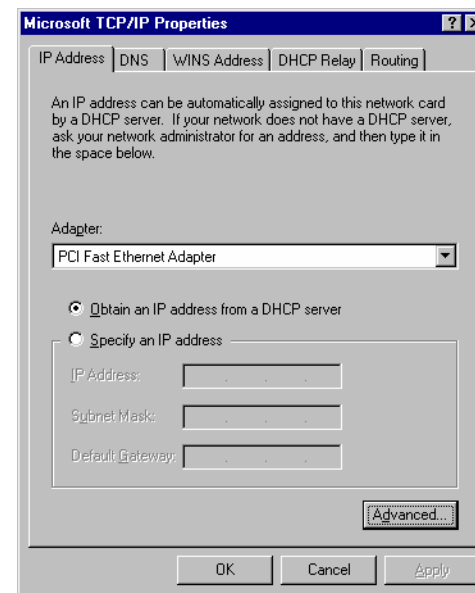 Microsoft TCP/IP Properties
IP Address DNS WINS Address DHCP Relay Routing
An IP address can be automatically assigned to this network card
by a DHCP server. If your network does not have a DHCP server,
ask your network administrator for an address, and then type it in
the space below.
Adapter:
PCI Fast Ethernet Adapter
Obtain an IP address from a DHCP server
Specify an IP address
IP Address:
Subnet Mask:
Default Gateway:
Advanced...
OK Cancel Apply